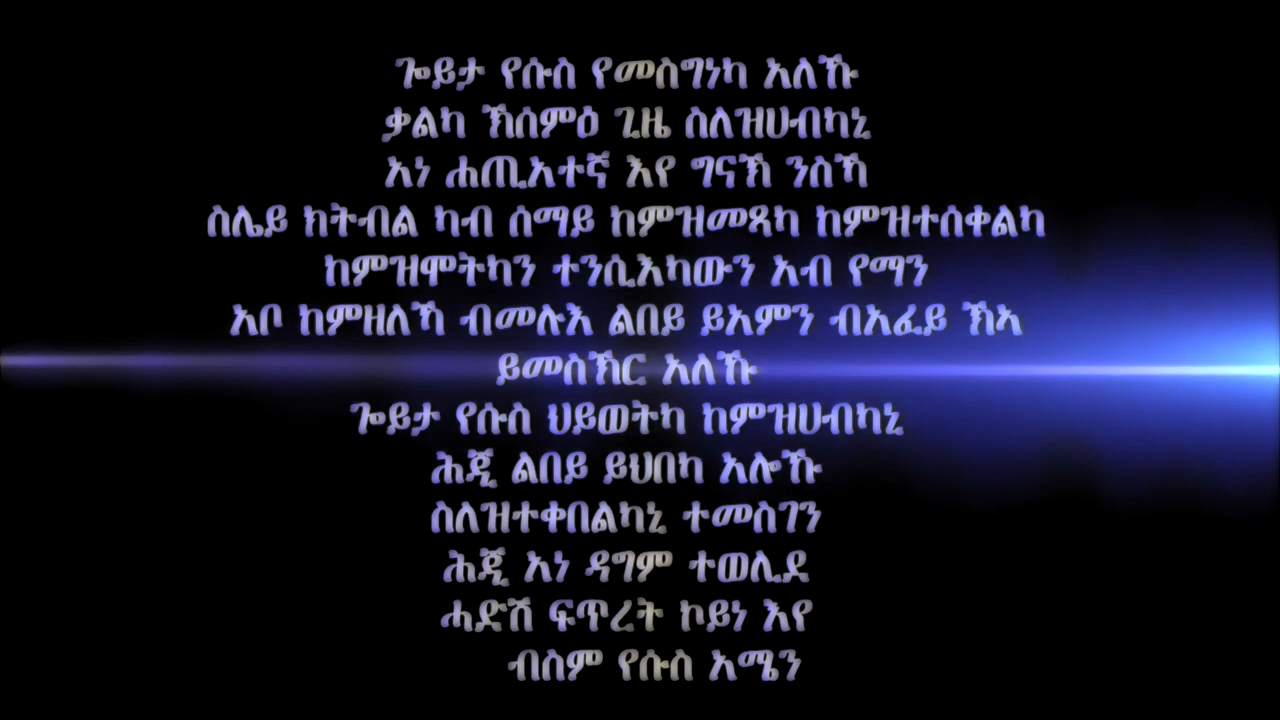 ጐይታ የሱስ የመስግነካ አለኹ
ቃልካ ኽሰምዕ ጊዜ ስለዝሀብካኒ
አነ ሐጢአተኛ እየ ግናኽ ንስኻ
ስሌይ ክትብል ካብ ሰማይ ከምዝመጻካ ከምዝተሰቀልካ
ከምዝሞትካን ተንሲእካውን አብ የማን
አቦ ከምዘለኻ ብመሉእ ልበይ ይአምን ብአፈይ ኽኣ
ይመስኽር አለኹ
ጐይታ የሱስ ህይወትካ ከምዝሀብካኒ
ሕጂ ልበይ ይህበካ አሎኹ
ስለዝተቀበልካኒ ተመስገን
ሕጂ አነ ዳግም ተወሊደ
ሓድሽ ፍጥረት ኮይነ እየ
ብስም የሱስ አሜን